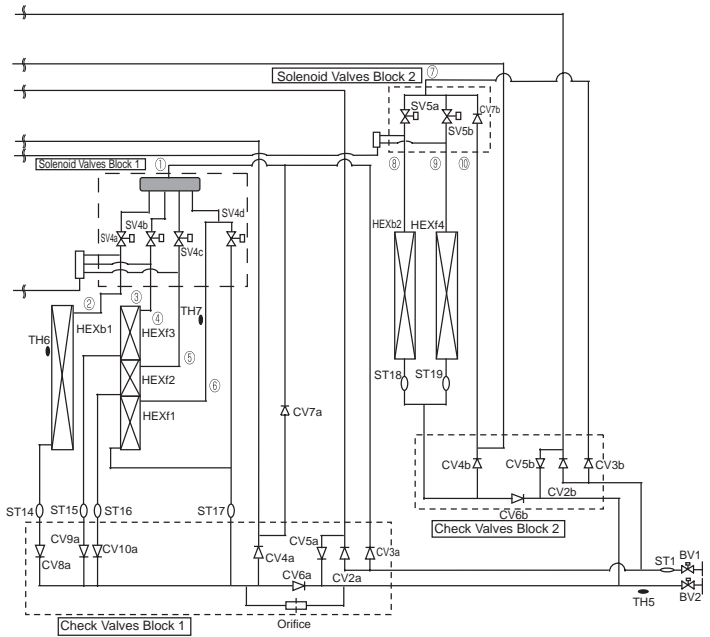 Solenoid Valves Block 2
⑦
SV5a
CV7b
SV5b
⑧
⑨
⑩
Solenoid Valves Block 1
①
SV4d
SV4b
SV4a
SV4c
HEXb2
HEXf4
②
③
④
TH7
HEXb1
TH6
HEXf3
⑤
HEXf2
⑥
HEXf1
ST18
ST19
CV7a
CV4b
CV5b
CV3b
CV2b
CV6b
Check Valves Block 2
ST14
ST15
ST16
ST17
CV9a
CV10a
CV8a
CV5a
CV4a
CV3a
CV2a
CV6a
Orifice
ST1
BV1
BV2
TH5
Check Valves Block 1